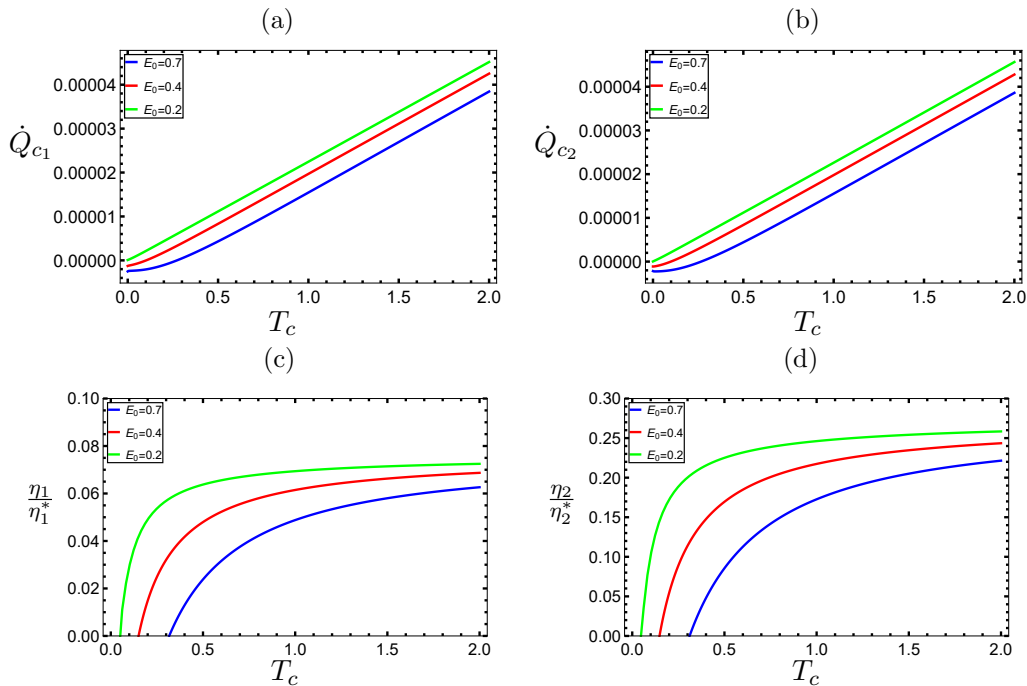 (a)
E₀=0.7
E₀=0.4
E₀=0.2
0.00004
0.00003
0.00002
0.00001
0.00000
Q̇c₁
0.0 0.5 1.0 1.5 2.0
Tc
(b)
E₀=0.7
E₀=0.4
E₀=0.2
0.00004
0.00003
0.00002
0.00001
0.00000
Q̇c₂
0.0 0.5 1.0 1.5 2.0
Tc
(c)
E₀=0.7
E₀=0.4
E₀=0.2
0.10
0.08
0.06
0.04
0.02
0.00
η₁
η₁*
0.0 0.5 1.0 1.5 2.0
Tc
(d)
E₀=0.7
E₀=0.4
E₀=0.2
0.30
0.25
0.20
0.15
0.10
0.05
0.00
η₂
η₂*
0.0 0.5 1.0 1.5 2.0
Tc